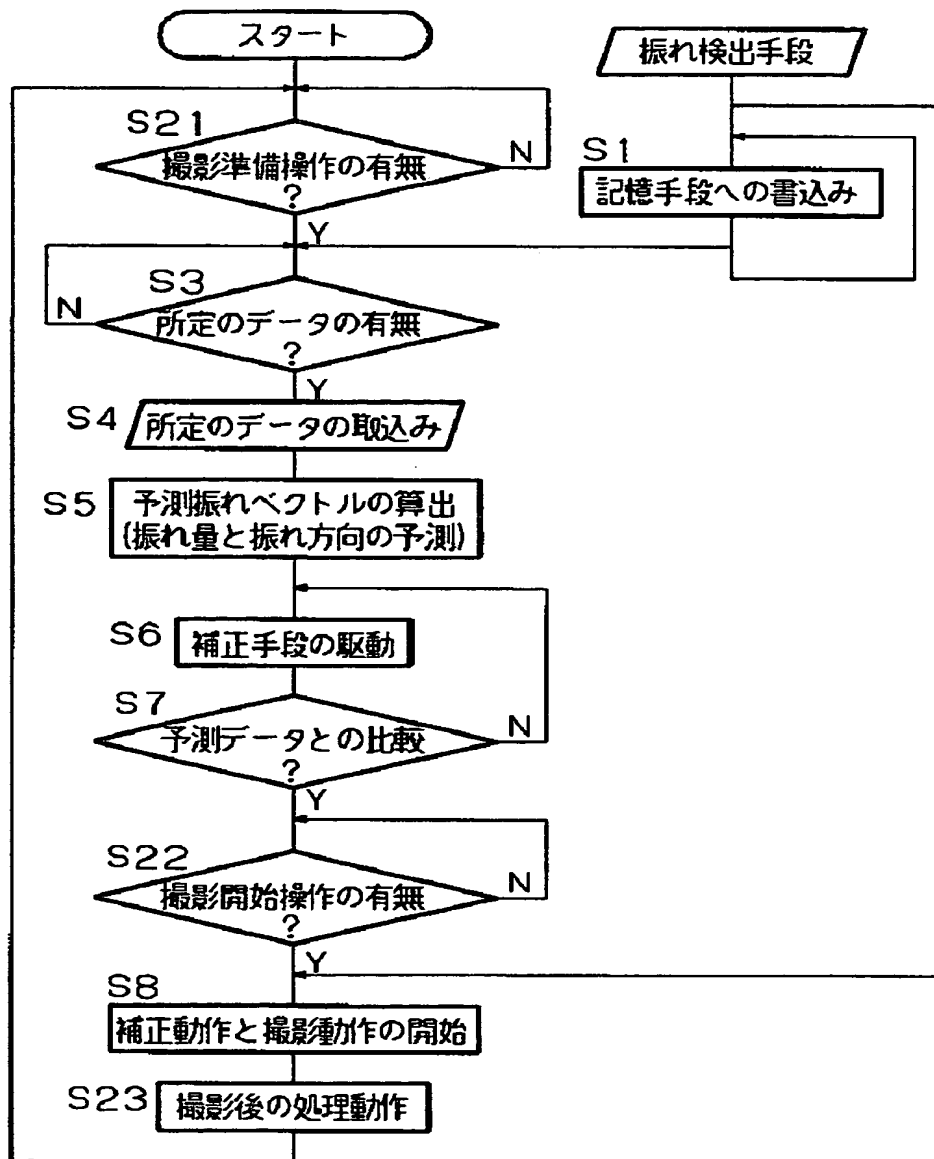 スタート
振れ検出手段
S21
撮影準備操作の有無
?
N
Y
S1
記憶手段への書込み
S3
所定のデータの有無
?
N
Y
S4
所定のデータの取込み
S5
予測振れベクトルの算出
(振れ量と振れ方向の予測)
S6
補正手段の駆動
S7
予測データとの比較
?
N
Y
S22
撮影開始操作の有無
?
N
Y
S8
補正動作と撮影動作の開始
S23
撮影後の処理動作